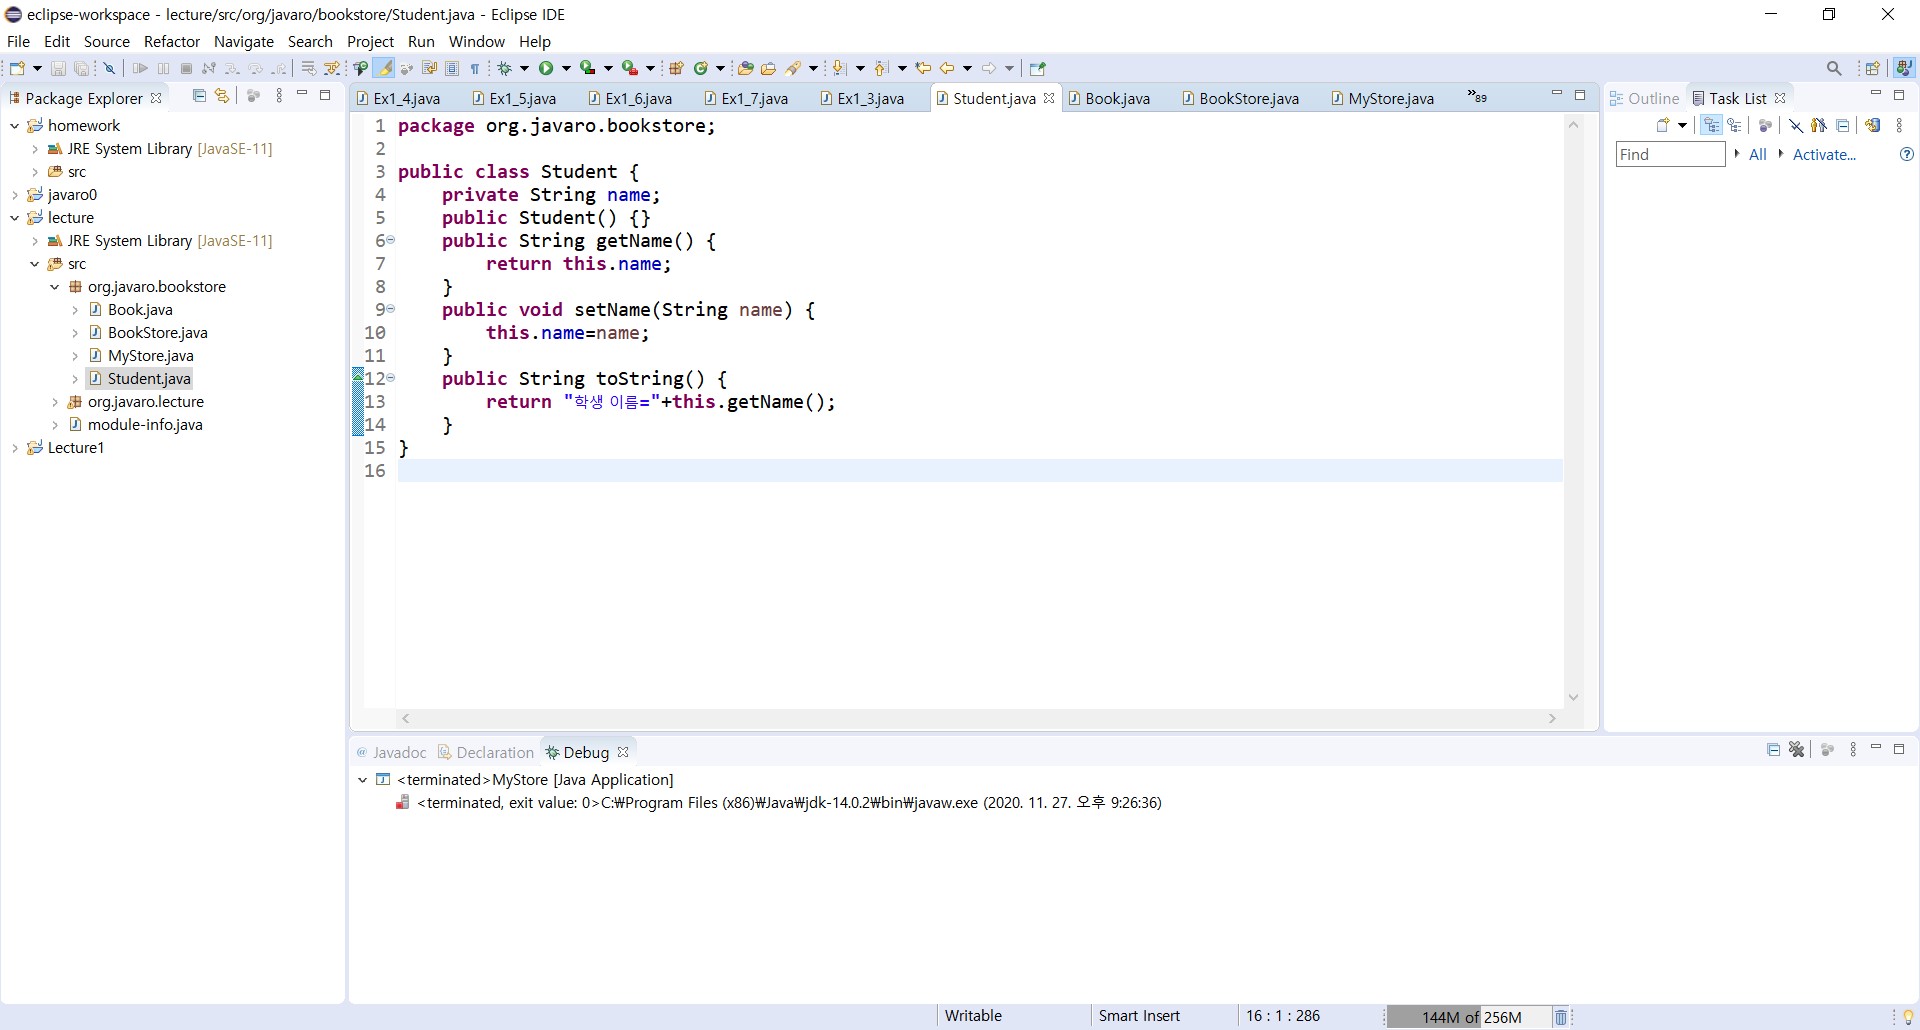 eclipse-workspace - lecture/src/org/javaro/bookstore/Student.java - Eclipse IDE
File Edit Source Refactor Navigate Search Project Run Window Help
Package Explorer
homework
JRE System Library [JavaSE-11]
src
javaro0
lecture
JRE System Library [JavaSE-11]
src
org.javaro.bookstore
Book.java
BookStore.java
MyStore.java
Student.java
org.javaro.lecture
module-info.java
Lecture1
Ex1_4.java Ex1_5.java Ex1_6.java Ex1_7.java Ex1_3.java Student.java Book.java BookStore.java MyStore.java »89
1 package org.javaro.bookstore;
2
3 public class Student {
4 private String name;
5 public Student() {}
6 public String getName() {
7 return this.name;
8 }
9 public void setName(String name) {
10 this.name=name;
11 }
12 public String toString() {
13 return "학생 이름="+this.getName();
14 }
15 }
16
Outline Task List
Find All Activate...
Javadoc Declaration Debug
<terminated>MyStore [Java Application]
<terminated, exit value: 0>C:₩Program Files (x86)₩Java₩jdk-14.0.2₩bin₩javaw.exe (2020. 11. 27. 오후 9:26:36)
Writable Smart Insert 16 : 1 : 286 144M of 256M